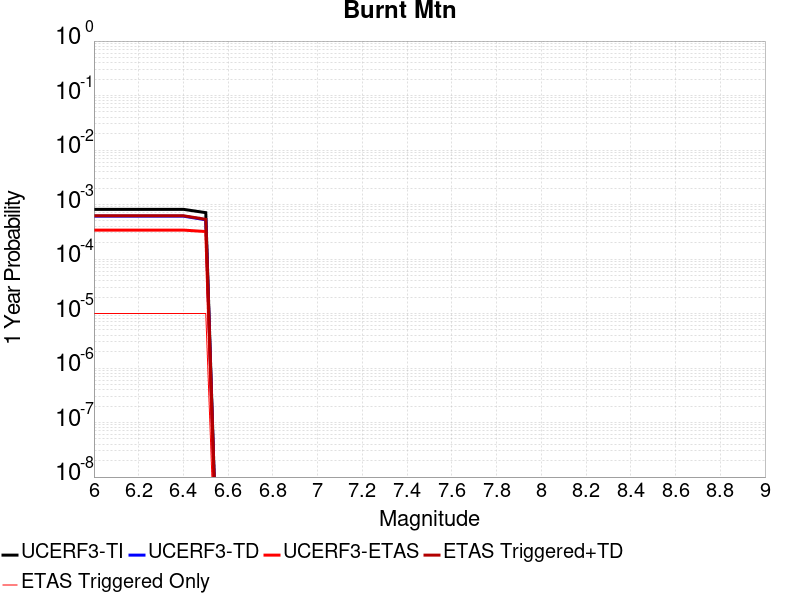 Burnt Mtn
1 Year Probability
10^0
10^-1
10^-2
10^-3
10^-4
10^-5
10^-6
10^-7
10^-8
6 6.2 6.4 6.6 6.8 7 7.2 7.4 7.6 7.8 8 8.2 8.4 8.6 8.8 9
Magnitude
UCERF3-TI UCERF3-TD UCERF3-ETAS ETAS Triggered+TD
ETAS Triggered Only